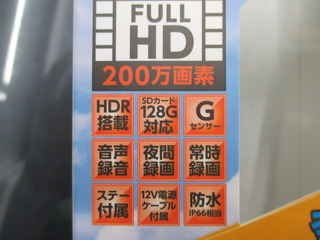 FULL
HD
200万画素
HDR
搭載
SDカード
128G
対応
G
センサー
音声
録音
夜間
録画
常時
録画
ステー
付属
12V電源
ケーブル
付属
防水
IP66相当